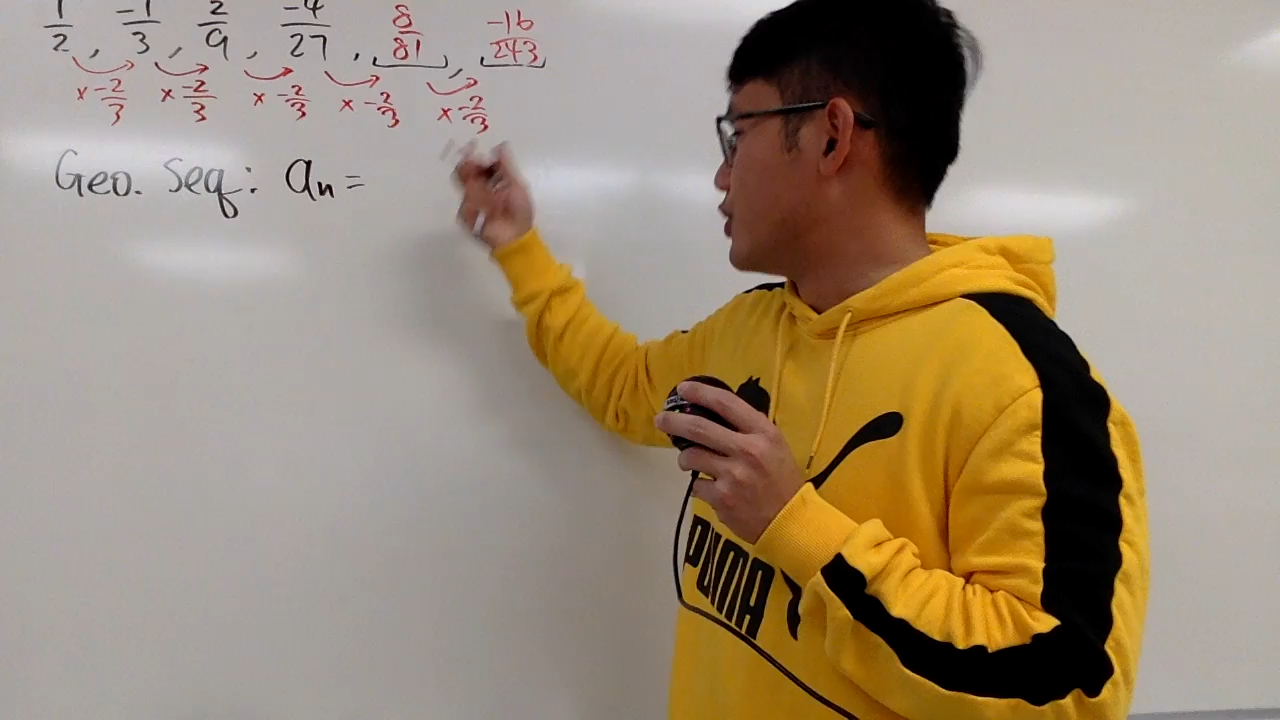 1/2, -1/3, 2/9, -4/27, 8/81, -16/243
×-2/3 ×-2/3 ×-2/3 ×-2/3 ×-2/3
Geo. Seq: aₙ=
PUMA